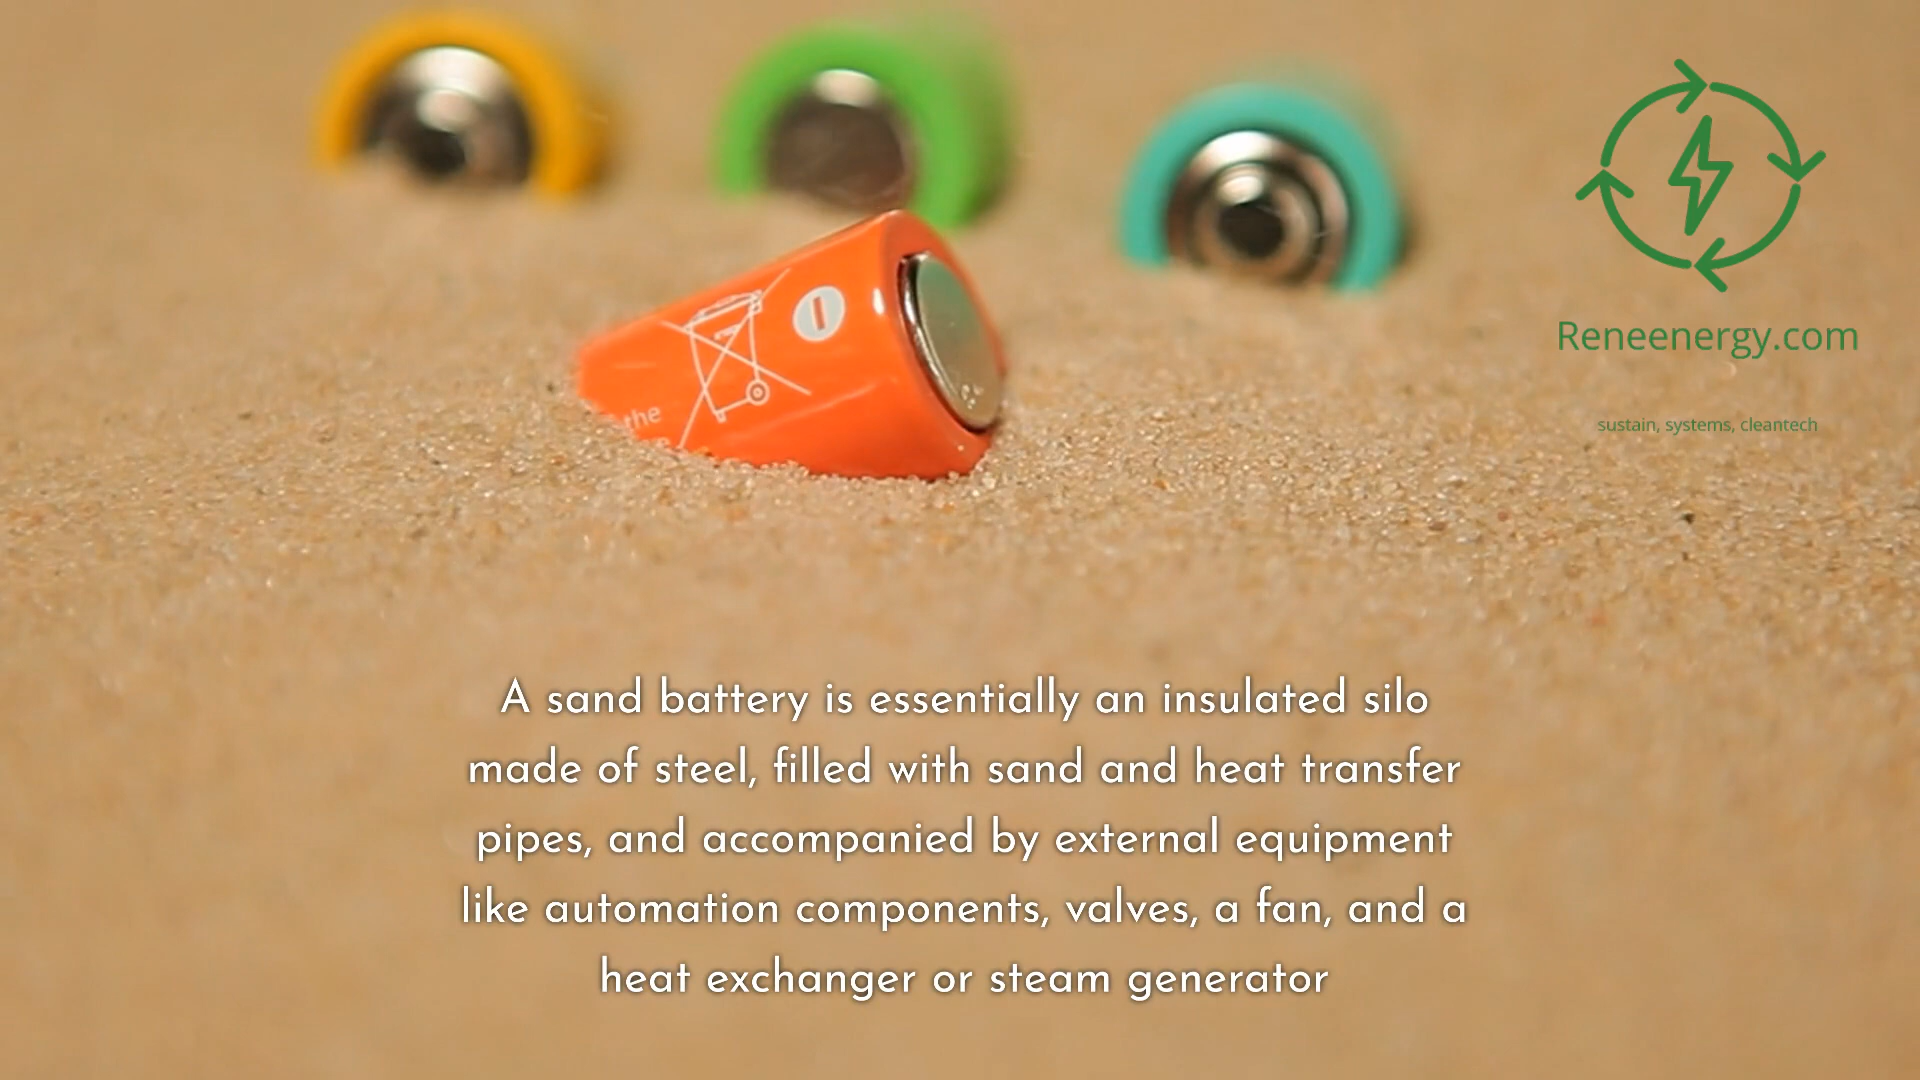 Reneenergy.com
sustain, systems, cleantech
the
A sand battery is essentially an insulated silo
made of steel, filled with sand and heat transfer
pipes, and accompanied by external equipment
like automation components, valves, a fan, and a
heat exchanger or steam generator